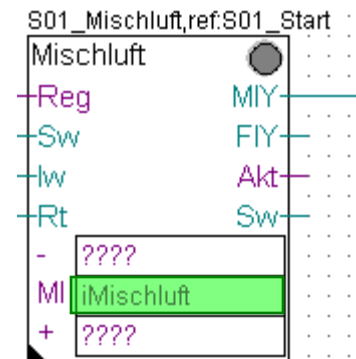 S01_Mischluft,ref:S01_Start
Mischluft
Reg MIY
Sw FIY
Iw Akt
Rt Sw
- ????
MI iMischluft
+ ????